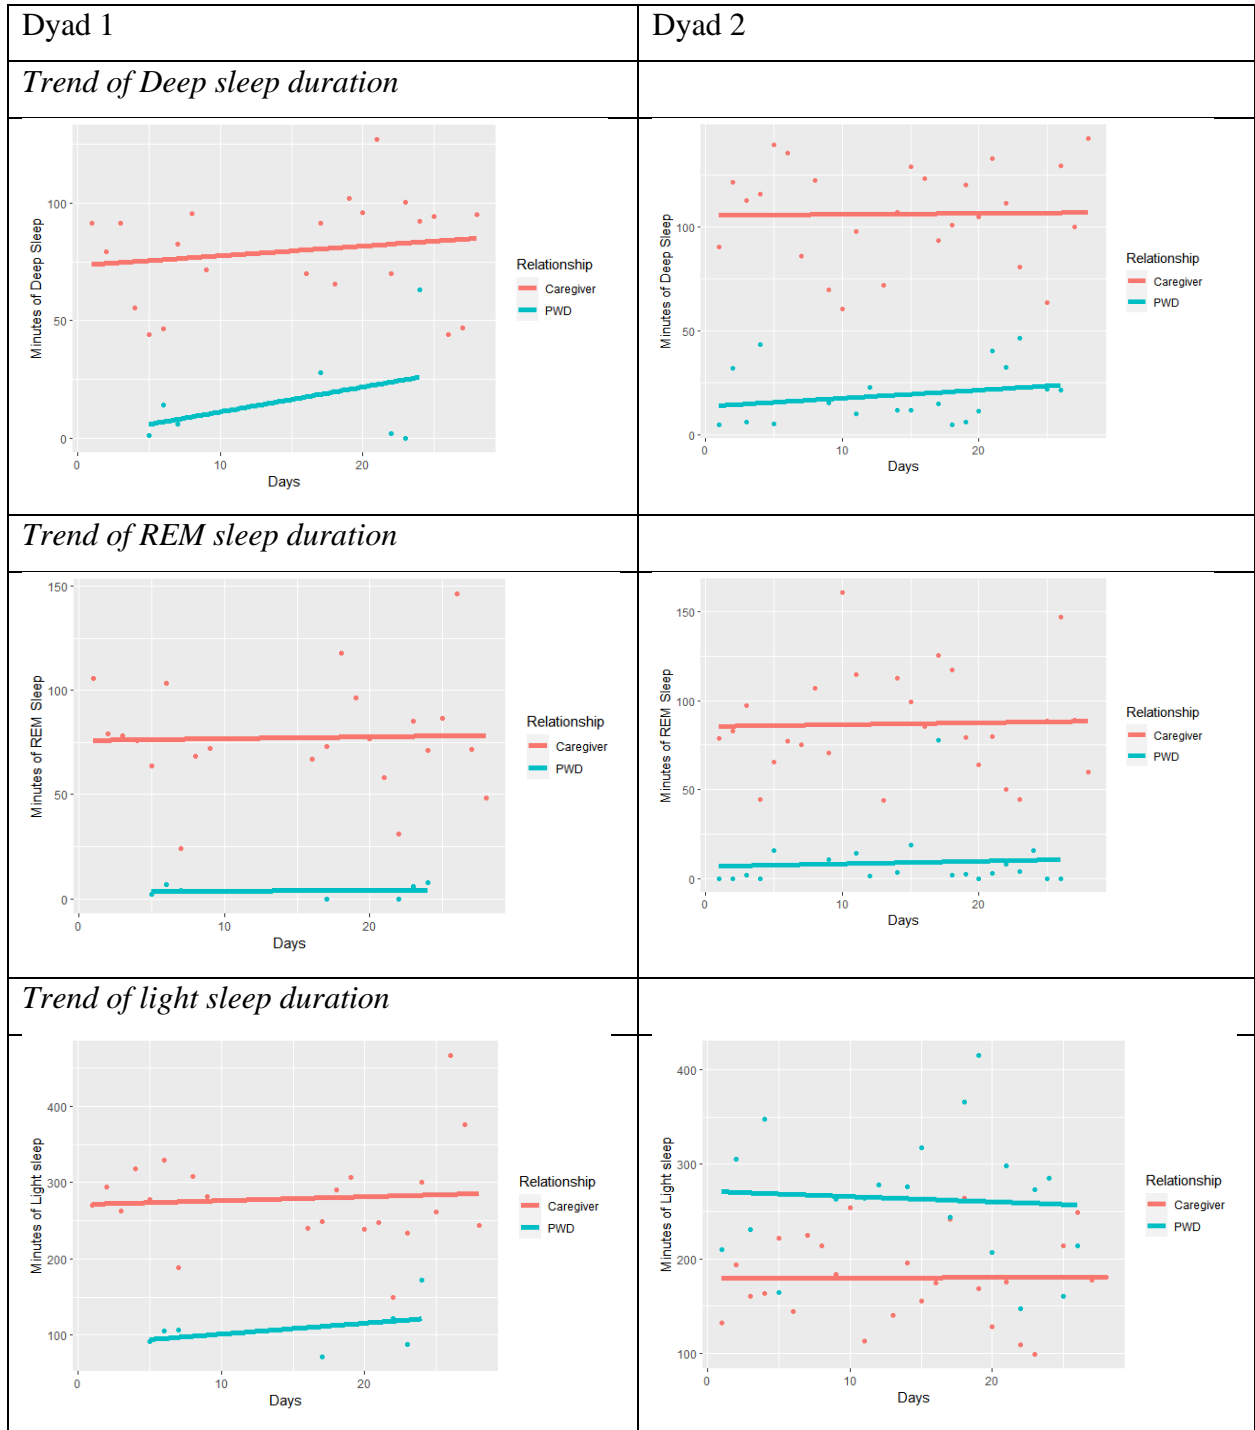 Dyad 1
Dyad 2
Trend of Deep sleep duration
Minutes of Deep Sleep
100
50
0
0
10
20
Days
Relationship
Caregiver
PWD
Minutes of Deep Sleep
100
50
0
0
10
20
Days
Relationship
Caregiver
PWD
Trend of REM sleep duration
Minutes of REM Sleep
150
100
50
0
0
10
20
Days
Relationship
Caregiver
PWD
Minutes of REM Sleep
150
100
50
0
0
10
20
Days
Relationship
Caregiver
PWD
Trend of light sleep duration
Minutes of Light sleep
400
300
200
100
0
10
20
Days
Relationship
Caregiver
PWD
Minutes of Light sleep
400
300
200
100
0
10
20
Days
Relationship
Caregiver
PWD